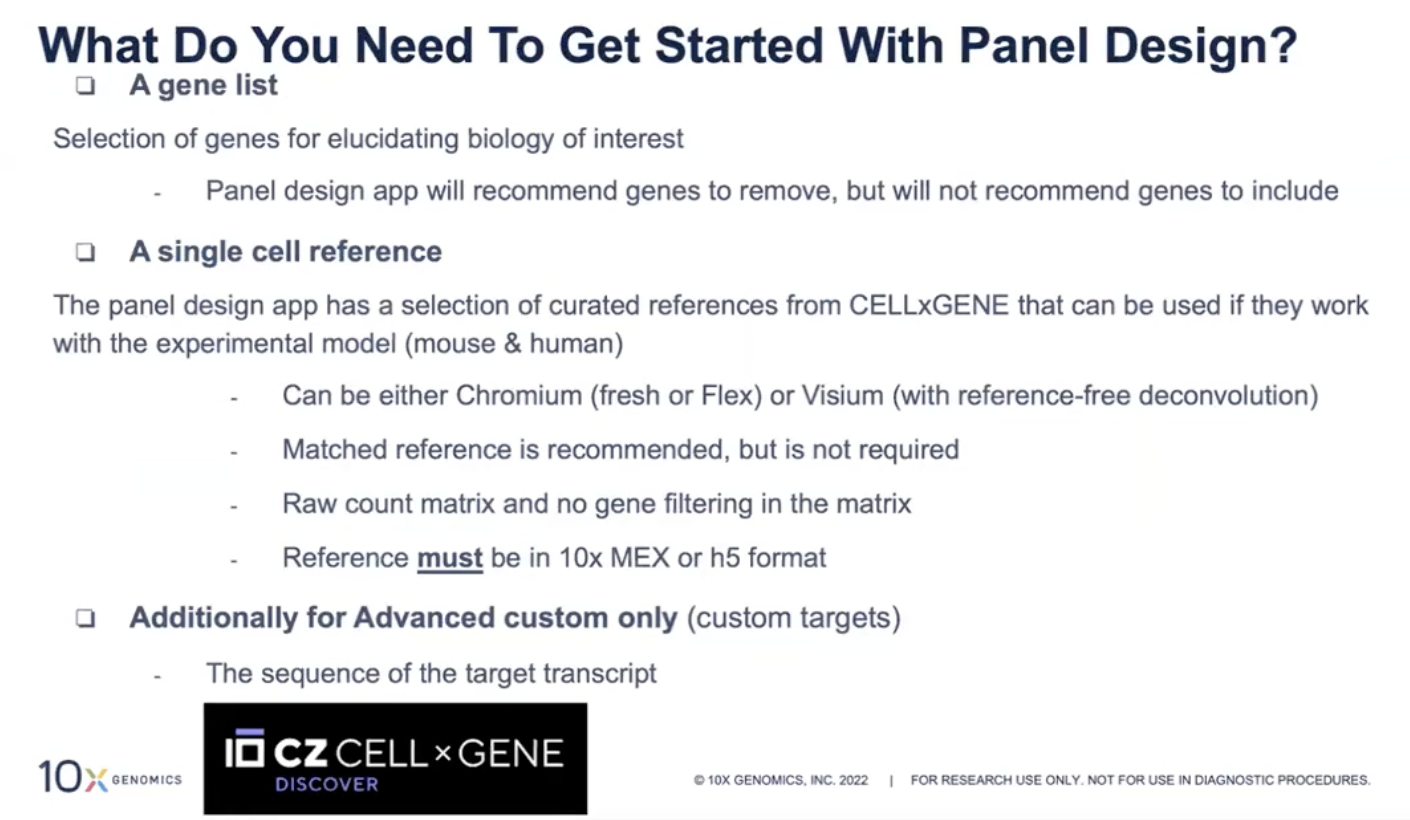 What Do You Need To Get Started With Panel Design?
❑ A gene list
Selection of genes for elucidating biology of interest
- Panel design app will recommend genes to remove, but will not recommend genes to include
❑ A single cell reference
The panel design app has a selection of curated references from CELLxGENE that can be used if they work
with the experimental model (mouse & human)
- Can be either Chromium (fresh or Flex) or Visium (with reference-free deconvolution)
- Matched reference is recommended, but is not required
- Raw count matrix and no gene filtering in the matrix
- Reference must be in 10x MEX or h5 format
❑ Additionally for Advanced custom only (custom targets)
- The sequence of the target transcript
CZ CELL×GENE
DISCOVER
10x GENOMICS
© 10X GENOMICS, INC. 2022 | FOR RESEARCH USE ONLY. NOT FOR USE IN DIAGNOSTIC PROCEDURES.